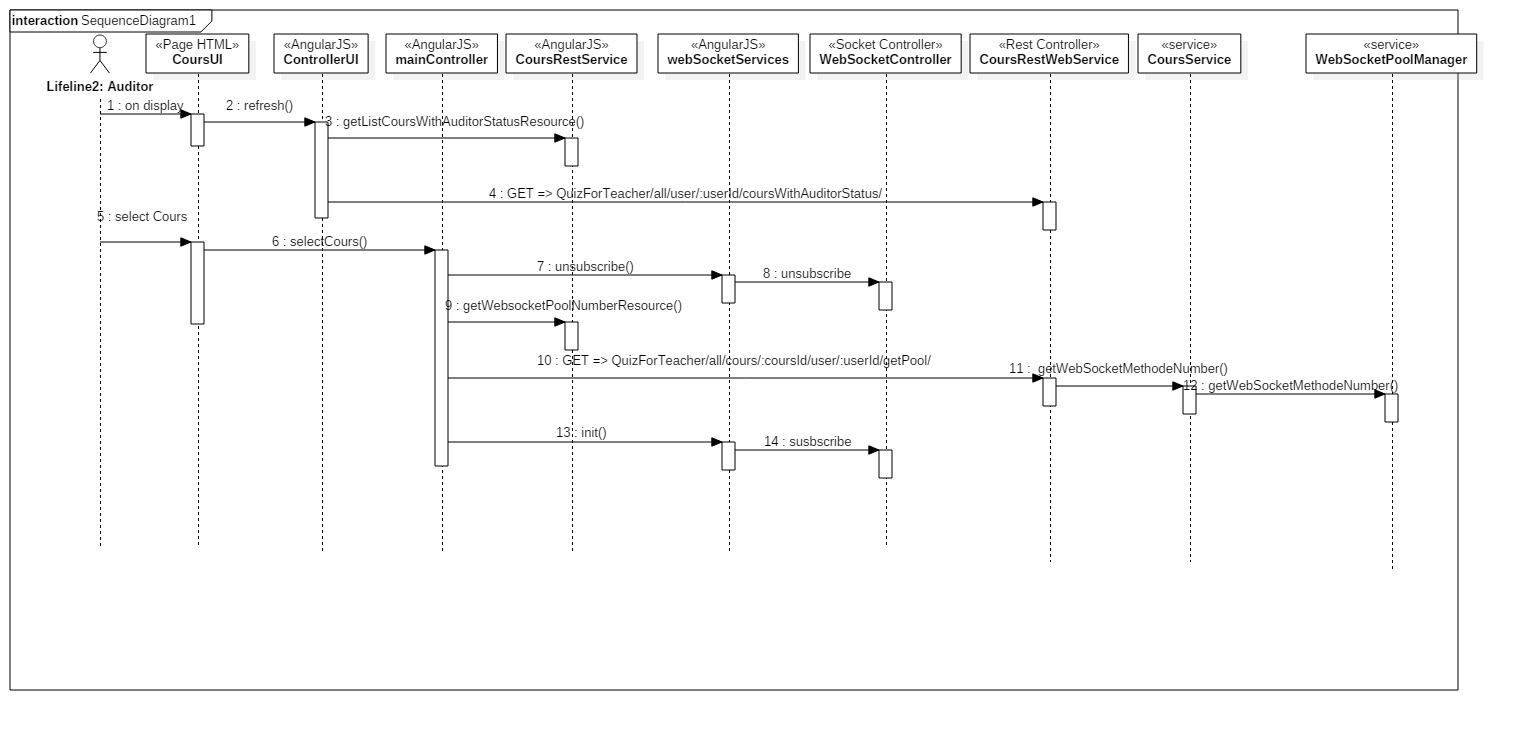 interaction SequenceDiagram1
«Page HTML»
CoursUI
«AngularJS»
ControllerUI
«AngularJS»
mainController
«AngularJS»
CoursRestService
«AngularJS»
webSocketServices
«Socket Controller»
WebSocketController
«Rest Controller»
CoursRestWebService
«service»
CoursService
«service»
WebSocketPoolManager
Lifeline2: Auditor
1 : on display
2 : refresh()
3 : getListCoursWithAuditorStatusResource()
4 : GET => QuizForTeacher/all/user/:userId/coursWithAuditorStatus/
5 : select Cours
6 : selectCours()
7 : unsubscribe()
8 : unsubscribe
9 : getWebsocketPoolNumberResource()
10 : GET => QuizForTeacher/all/cours/:coursId/user/:userId/getPool/
11 : getWebSocketMethodeNumber()
12 : getWebSocketMethodeNumber()
13 : init()
14 : susbscribe